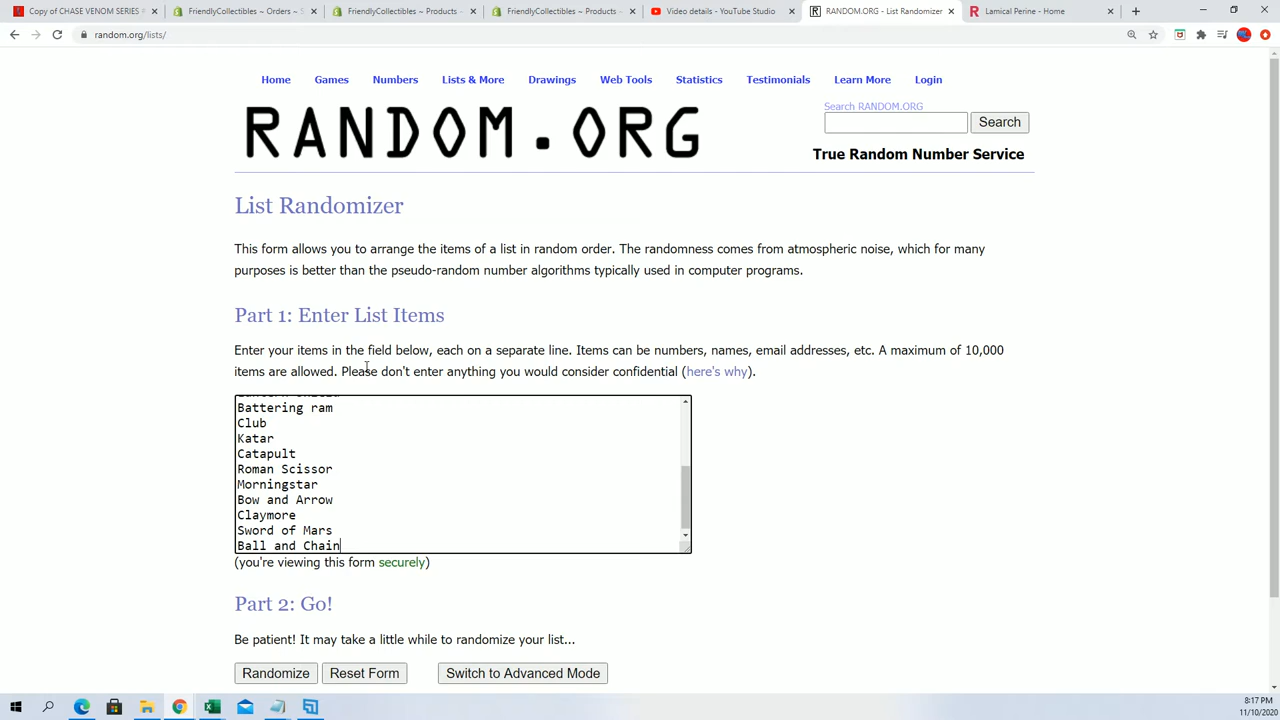 Copy of CHASE VENOM SERIES F
FriendlyCollectibles ~ Orders ~ S
FriendlyCollectibles ~ Products ~
FriendlyCollectibles ~ Products ~
Video details - YouTube Studio
RANDOM.ORG - List Randomizer
Lamical Perine - Home
random.org/lists/
Home Games Numbers Lists & More Drawings Web Tools Statistics Testimonials Learn More Login
RANDOM.ORG
Search RANDOM.ORG
Search
True Random Number Service
List Randomizer
This form allows you to arrange the items of a list in random order. The randomness comes from atmospheric noise, which for many
purposes is better than the pseudo-random number algorithms typically used in computer programs.
Part 1: Enter List Items
Enter your items in the field below, each on a separate line. Items can be numbers, names, email addresses, etc. A maximum of 10,000
items are allowed. Please don't enter anything you would consider confidential (here's why).
Battering ram
Club
Katar
Catapult
Roman Scissor
Morningstar
Bow and Arrow
Claymore
Sword of Mars
Ball and Chain
(you're viewing this form securely)
Part 2: Go!
Be patient! It may take a little while to randomize your list...
Randomize Reset Form Switch to Advanced Mode
8:17 PM
11/10/2020